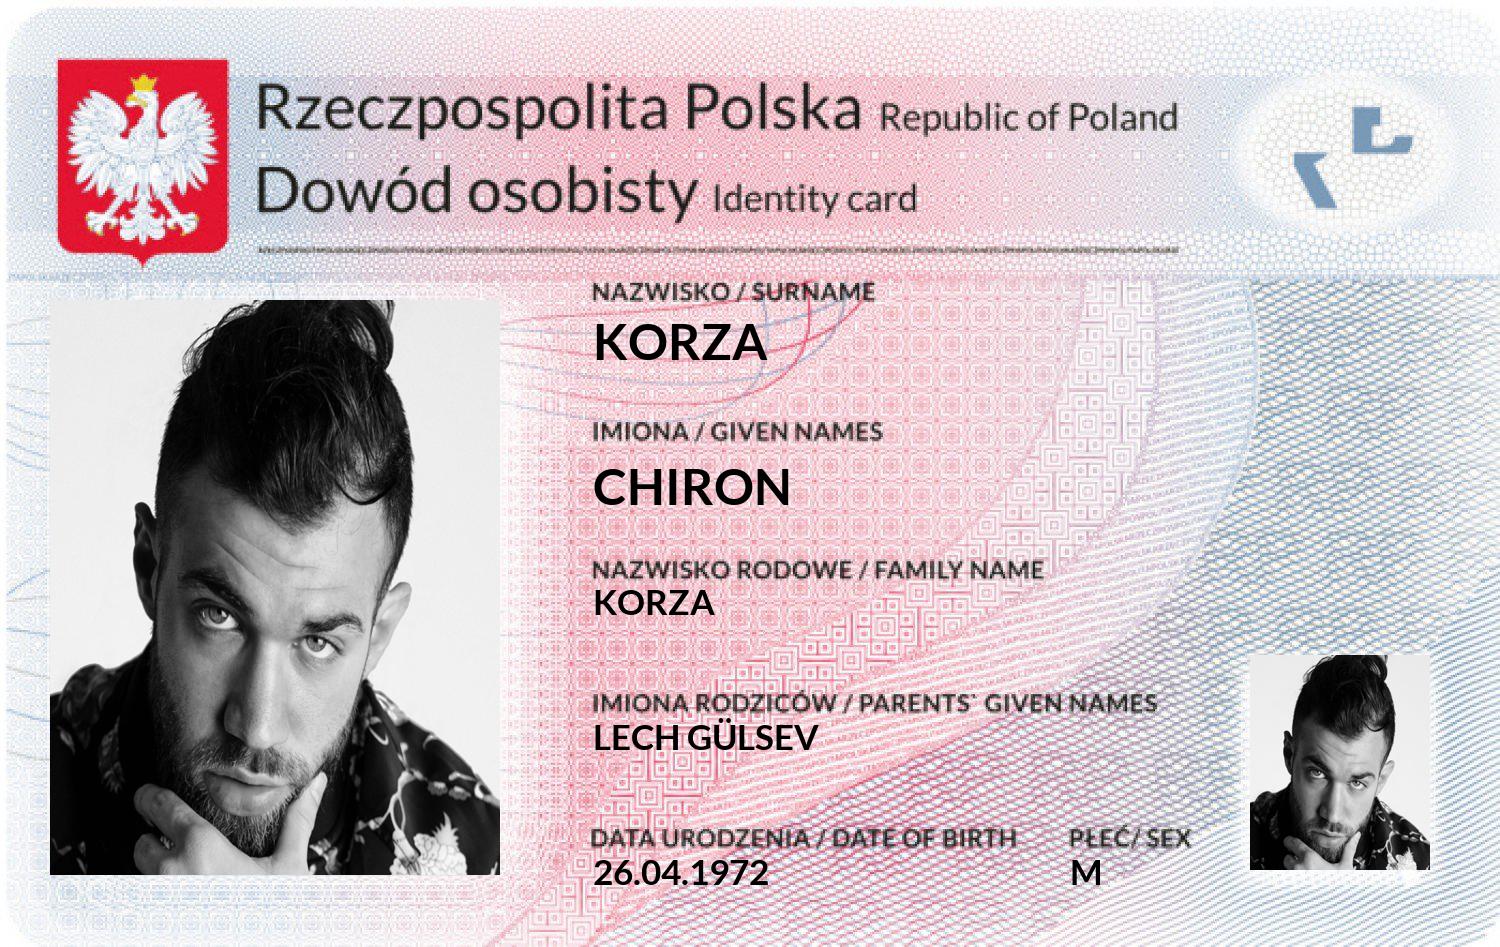 Rzeczpospolita Polska Republic of Poland
Dowód osobisty Identity card
NAZWISKO / SURNAME
KORZA
IMIONA / GIVEN NAMES
CHIRON
NAZWISKO RODOWE / FAMILY NAME
KORZA
IMIONA RODZICÓW / PARENTS` GIVEN NAMES
LECH GÜLSEV
DATA URODZENIA / DATE OF BIRTH PŁEĆ/ SEX
26.04.1972 M